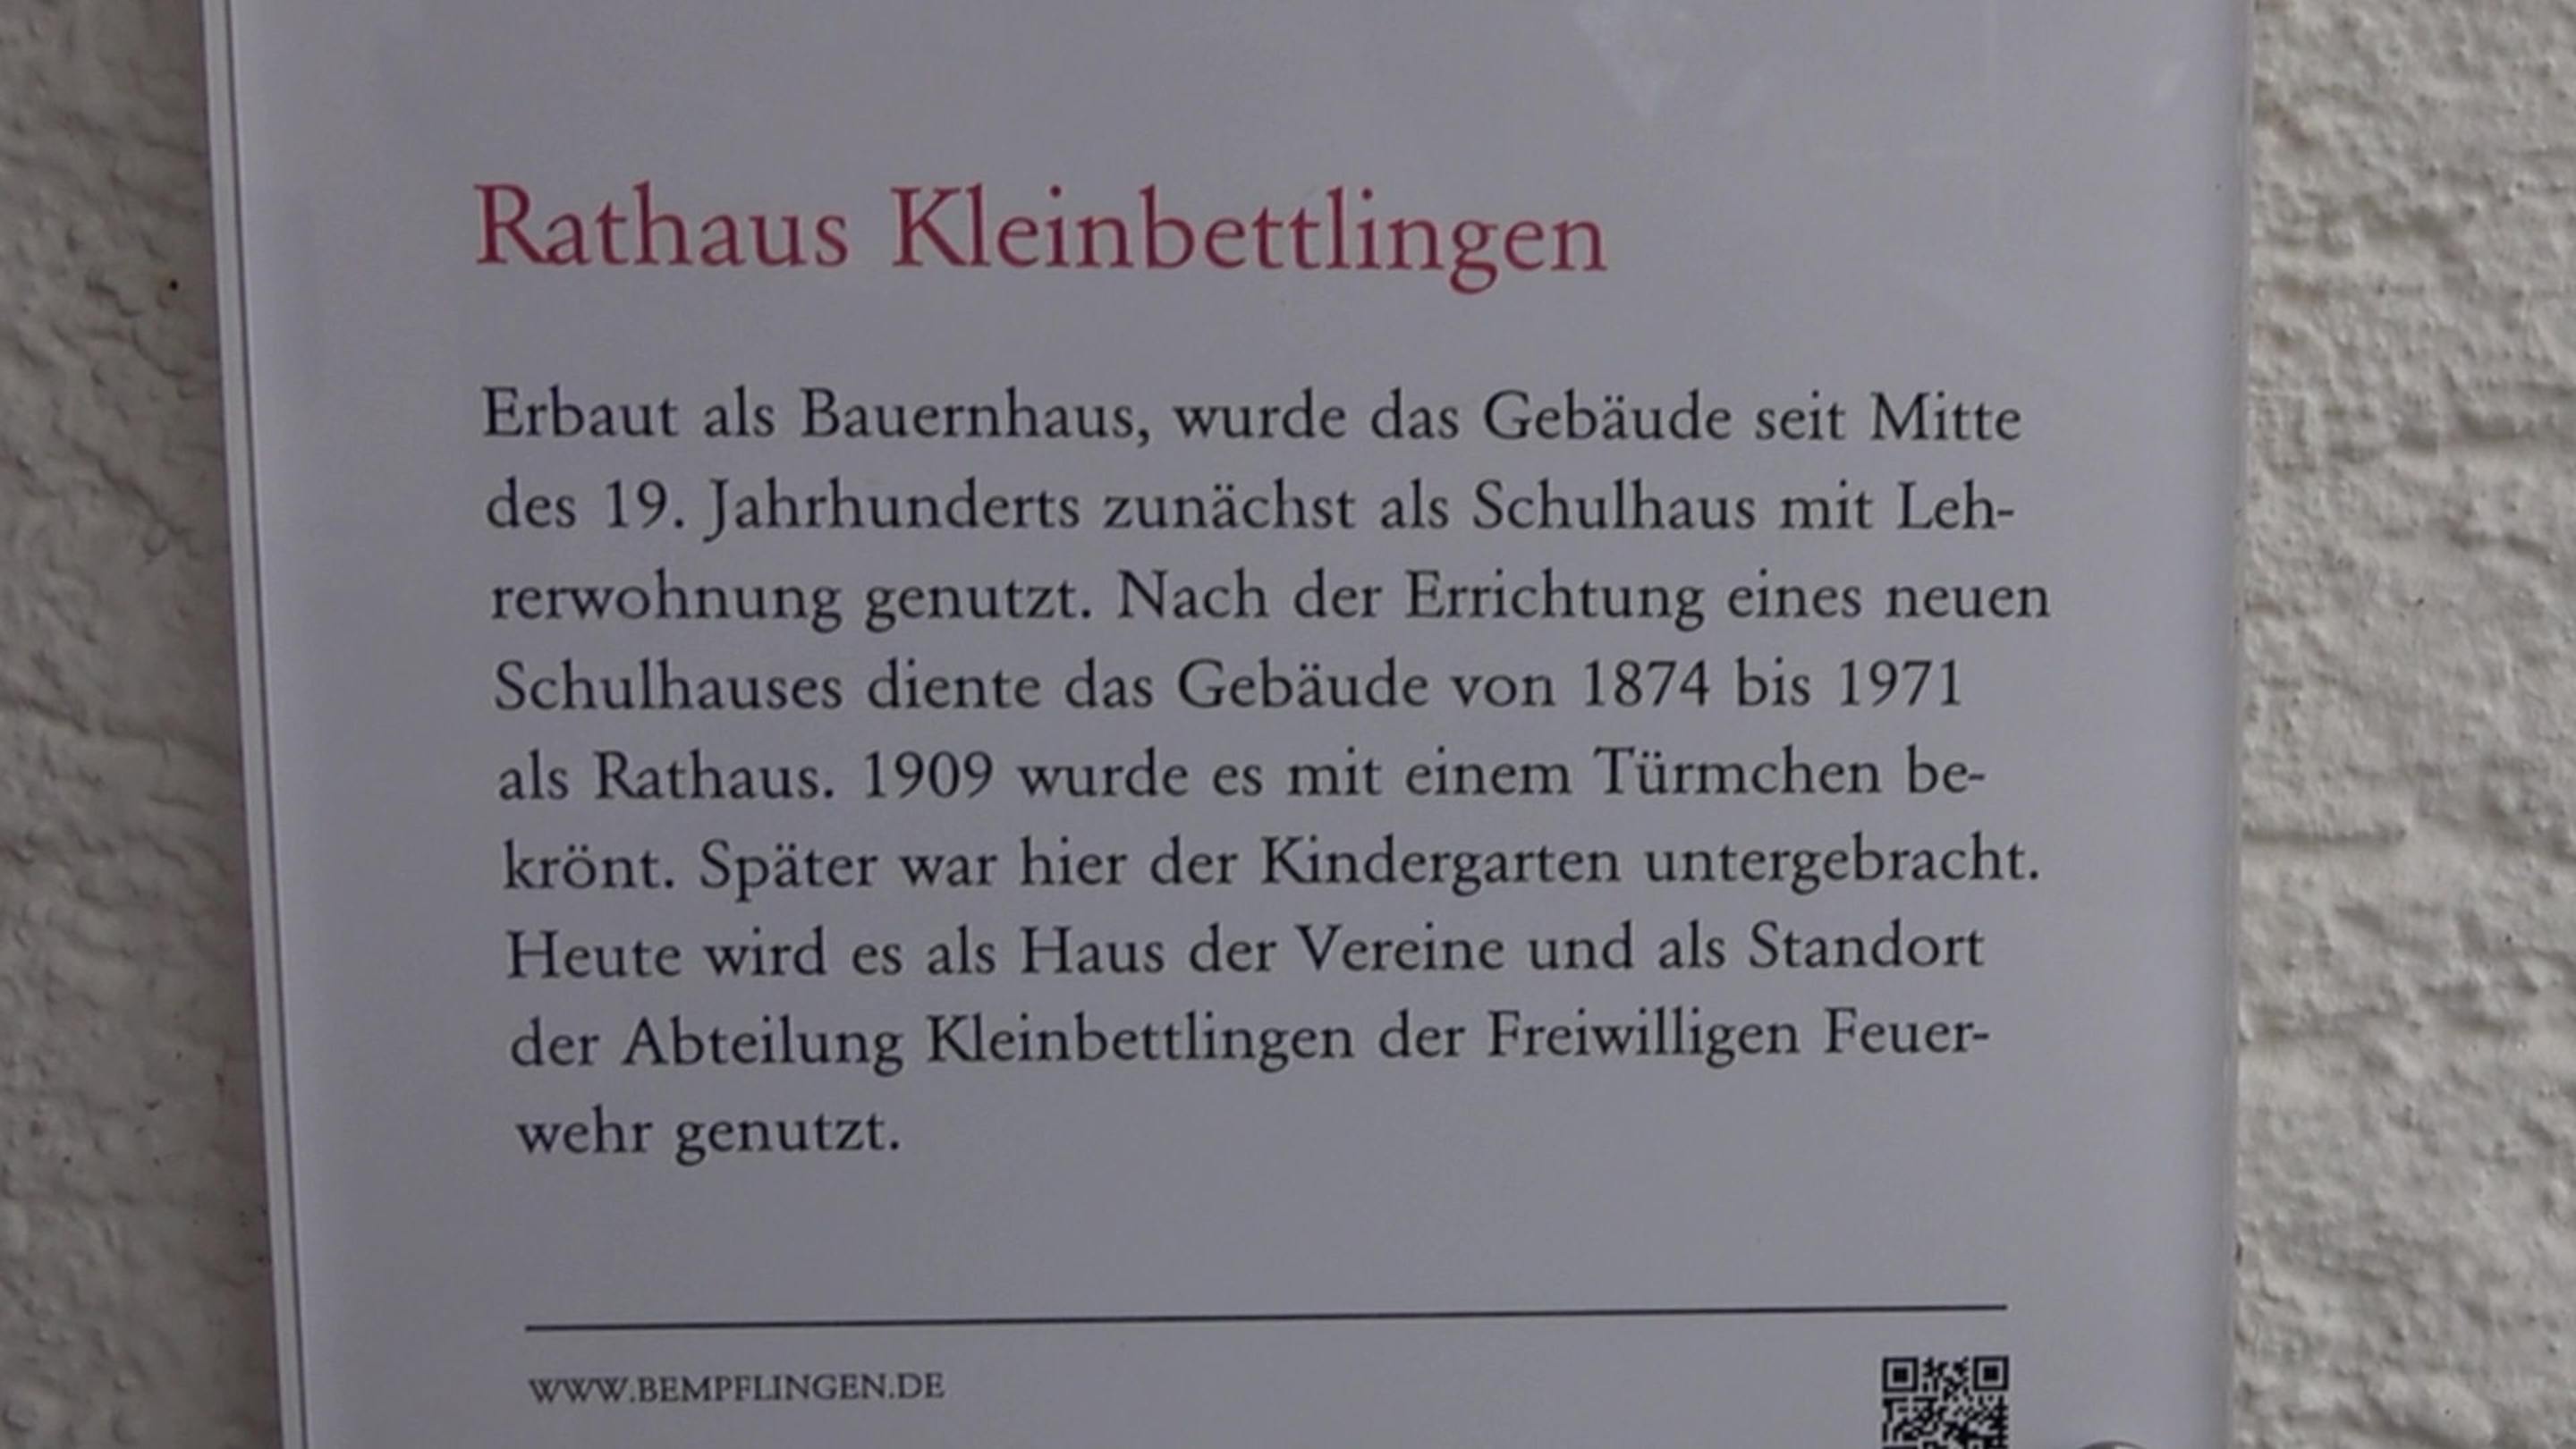 Rathaus Kleinbettlingen
Erbaut als Bauernhaus, wurde das Gebäude seit Mitte
des 19. Jahrhunderts zunächst als Schulhaus mit Leh-
rerwohnung genutzt. Nach der Errichtung eines neuen
Schulhauses diente das Gebäude von 1874 bis 1971
als Rathaus. 1909 wurde es mit einem Türmchen be-
krönt. Später war hier der Kindergarten untergebracht.
Heute wird es als Haus der Vereine und als Standort
der Abteilung Kleinbettlingen der Freiwilligen Feuer-
wehr genutzt.
WWW.BEMPFLINGEN.DE